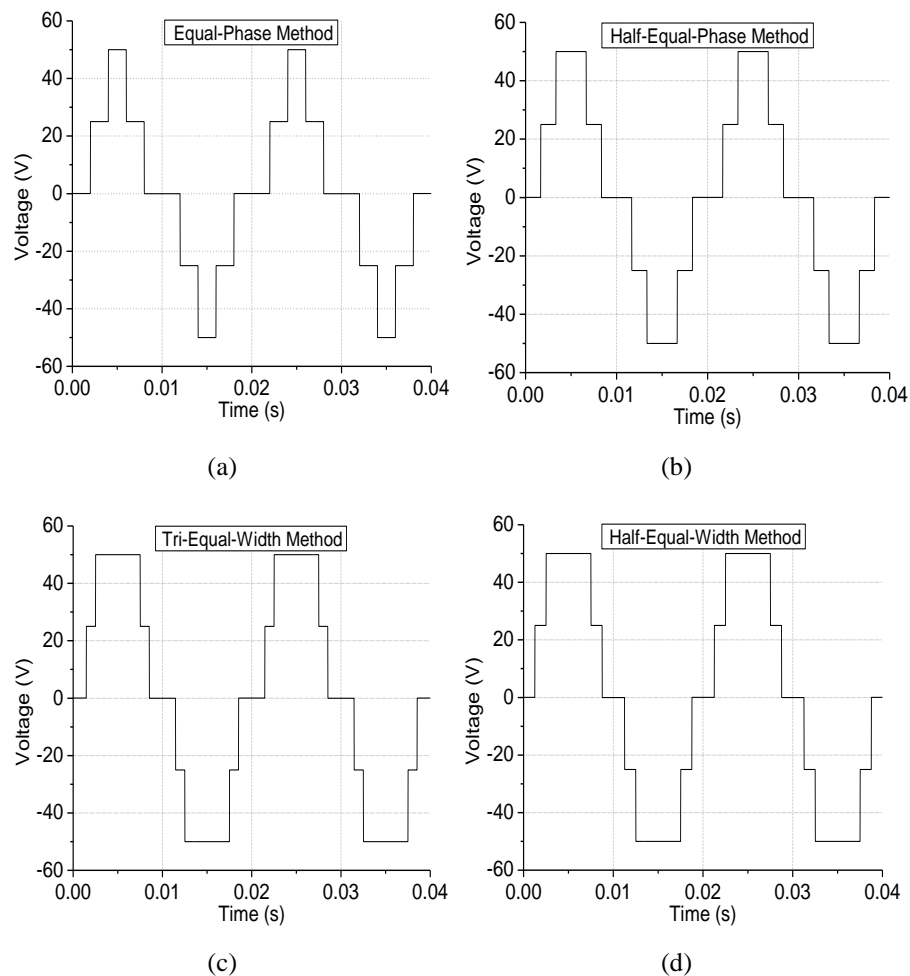 Equal-Phase Method
60
40
20
0
-20
-40
-60
Voltage (V)
0.00 0.01 0.02 0.03 0.04
Time (s)
(a)
Half-Equal-Phase Method
60
40
20
0
-20
-40
-60
Voltage (V)
0.00 0.01 0.02 0.03 0.04
Time (s)
(b)
Tri-Equal-Width Method
60
40
20
0
-20
-40
-60
Voltage (V)
0.00 0.01 0.02 0.03 0.04
Time (s)
(c)
Half-Equal-Width Method
60
40
20
0
-20
-40
-60
Voltage (V)
0.00 0.01 0.02 0.03 0.04
Time (s)
(d)